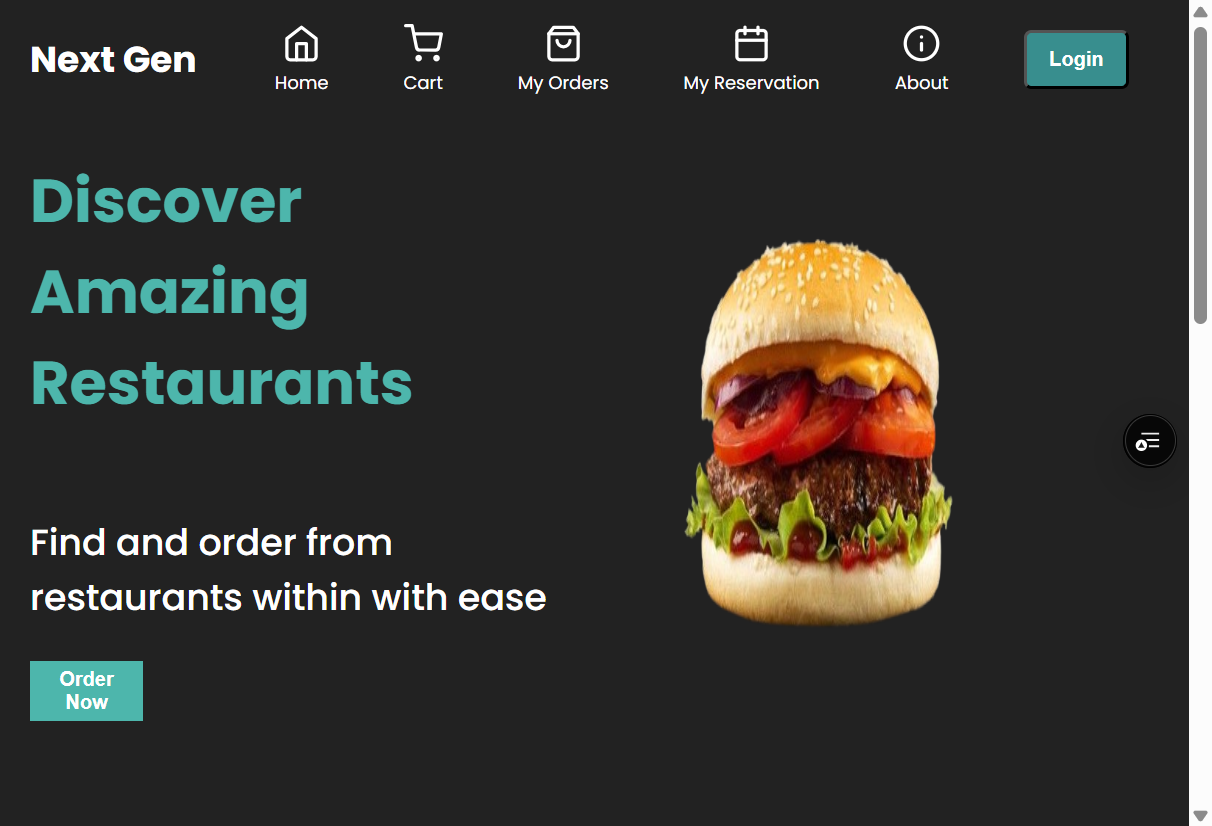 Next Gen
Home
Cart
My Orders
My Reservation
About
Login
Discover
Amazing
Restaurants
Find and order from
restaurants within with ease
Order
Now